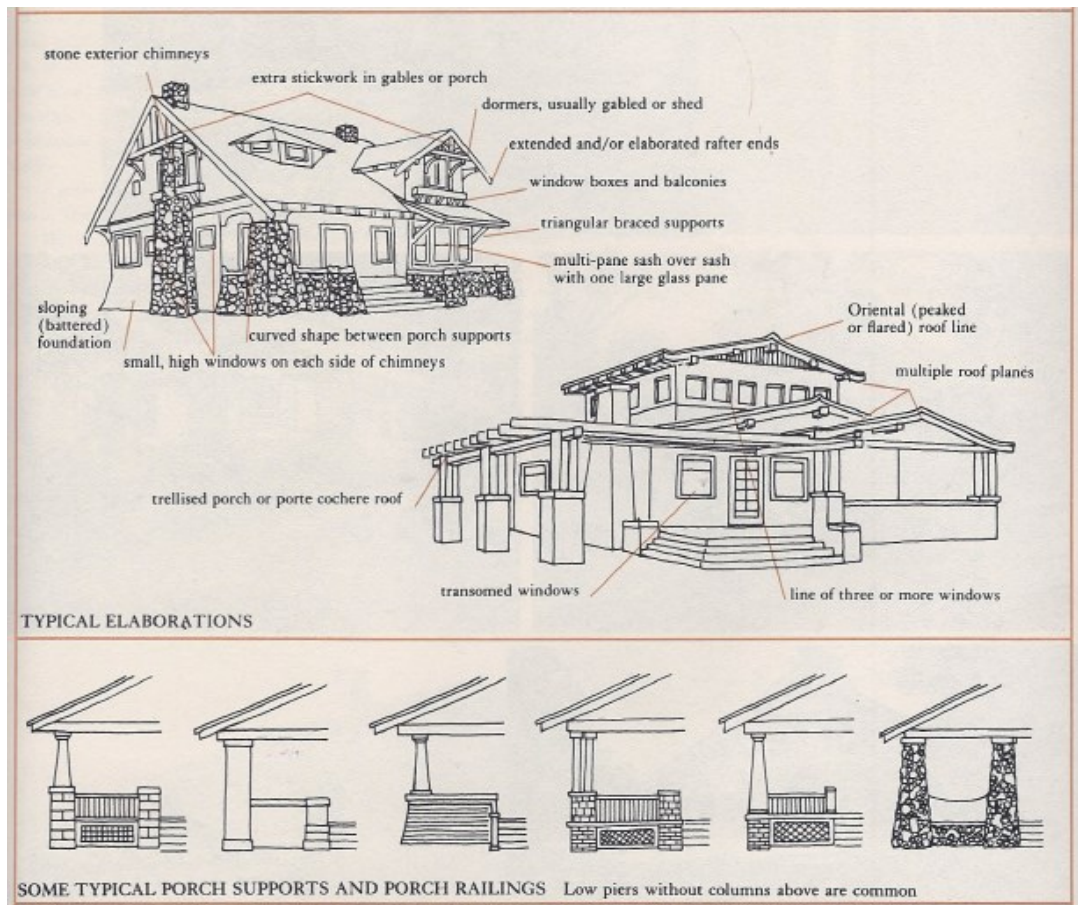 stone exterior chimneys
extra stickwork in gables or porch
dormers, usually gabled or shed
extended and/or elaborated rafter ends
window boxes and balconies
triangular braced supports
multi-pane sash over sash
with one large glass pane
sloping
(battered)
foundation
curved shape between porch supports
small, high windows on each side of chimneys
Oriental (peaked
or flared) roof line
multiple roof planes
trellised porch or porte cochere roof
transomed windows
line of three or more windows
TYPICAL ELABORATIONS
SOME TYPICAL PORCH SUPPORTS AND PORCH RAILINGS Low piers without columns above are common